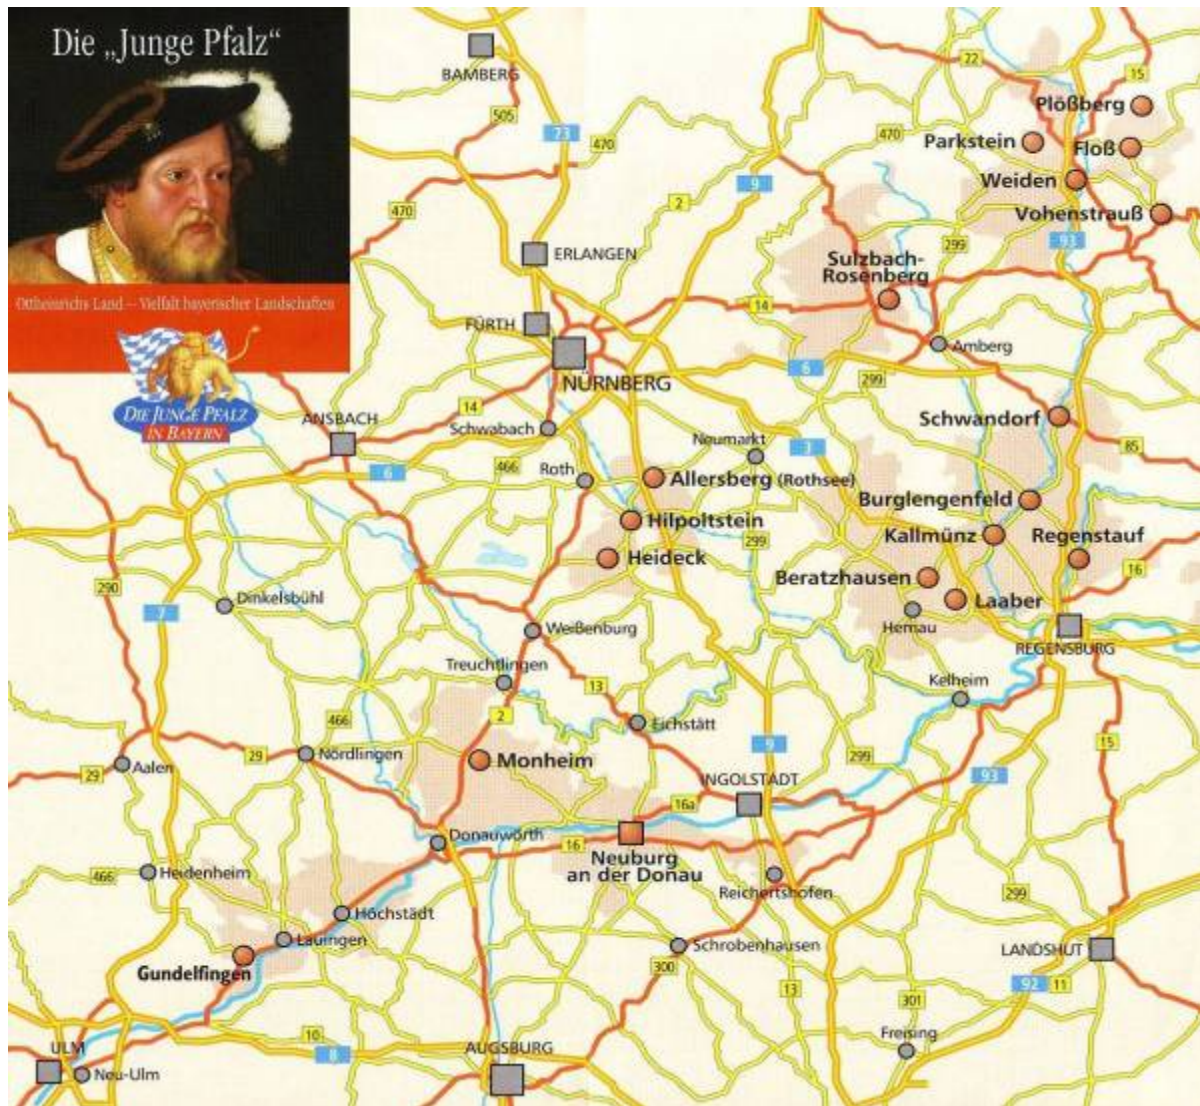 Die „Junge Pfalz“
Ottheinrichs Land – Vielfalt bayerischer Landschaften
DIE JUNGE PFALZ
IN BAYERN
BAMBERG
505
73
470
22
15
Plößberg
470
Parkstein
Floß
9
Weiden
2
470
Vohenstrauß
299
93
ERLANGEN
Sulzbach-
Rosenberg
14
FÜRTH
Amberg
NÜRNBERG
6
299
14
ANSBACH
Schwabach
Schwandorf
Neumarkt
3
85
6
466
Roth
Allersberg (Rothsee)
Burglengenfeld
Hilpoltstein
Kallmünz
Regenstauf
299
Heideck
16
Beratzhausen
290
Dinkelsbühl
7
Laaber
Hemau
Weißenburg
REGENSBURG
Treuchtlingen
Kelheim
13
2
466
Eichstätt
9
15
29
Nördlingen
299
Monheim
Aalen
29
INGOLSTADT
93
16a
Donauwörth
16
Neuburg
an der Donau
466
Heidenheim
Reichertshofen
299
Höchstädt
Lauingen
Schrobenhausen
LANDSHUT
Gundelfingen
300
13
92
11
301
10
Freising
ULM
8
AUGSBURG
Neu-Ulm